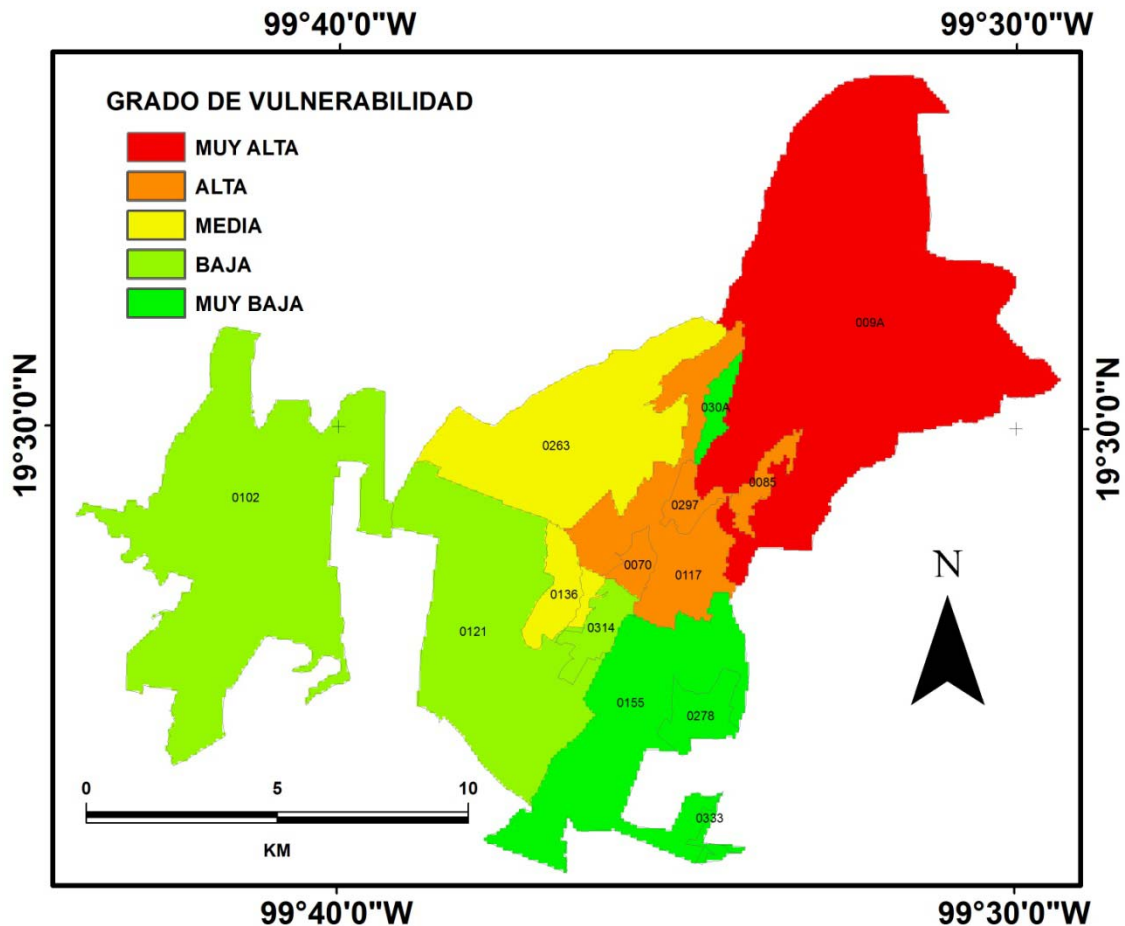 99°40'0"W
99°30'0"W
GRADO DE VULNERABILIDAD
MUY ALTA
ALTA
MEDIA
BAJA
MUY BAJA
009A
19°30'0"N
19°30'0"N
030A
0263
0085
0102
0297
0070
0117
N
0136
0314
0121
0155
0278
0 5 10
0333
KM
99°40'0"W
99°30'0"W